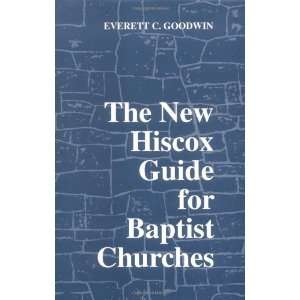 EVERETT C. GOODWIN
The New
Hiscox
Guide
for
Baptist
Churches